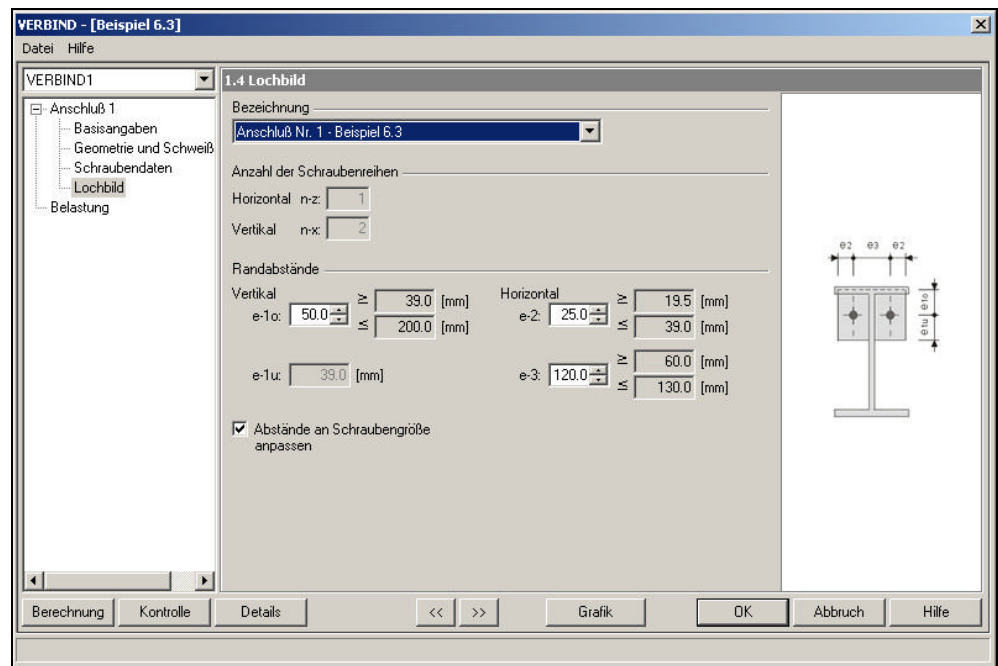 VERBIND - [Beispiel 6.3]
Datei Hilfe
VERBIND1
1.4 Lochbild
Anschluß 1
Basisangaben
Geometrie und Schweiß
Schraubendaten
Lochbild
Belastung
Bezeichnung
Anschluß Nr. 1 - Beispiel 6.3
Anzahl der Schraubenreihen
Horizontal n-z: 1
Vertikal n-x: 2
Randabstände
Vertikal
e-1o: 50.0 ≥ 39.0 [mm]
≤ 200.0 [mm]
e-1u: 39.0 [mm]
Horizontal
e-2: 25.0 ≥ 19.5 [mm]
≤ 39.0 [mm]
e-3: 120.0 ≥ 60.0 [mm]
≤ 130.0 [mm]
Abstände an Schraubengröße
anpassen
e2 e3 e2
e1o
e1u
Berechnung Kontrolle Details << >> Grafik OK Abbruch Hilfe